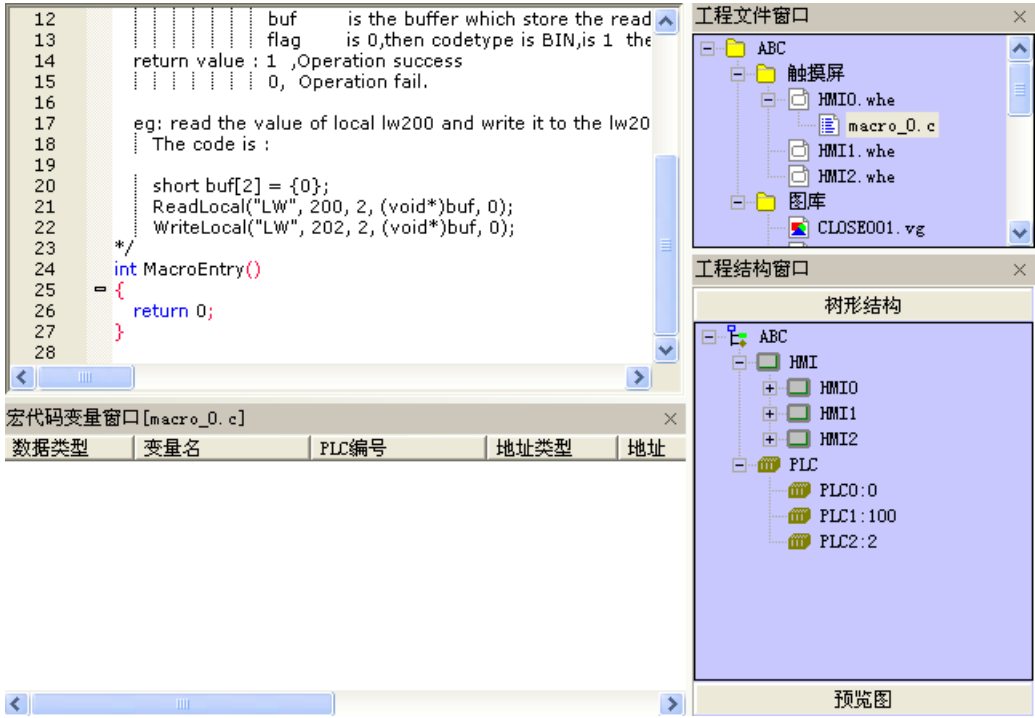 12 buf is the buffer which store the read
13 flag is 0,then codetype is BIN,is 1 the
14 return value : 1 ,Operation success
15 0, Operation fail.
16
17 eg: read the value of local lw200 and write it to the lw20
18 The code is :
19
20 short buf[2] = {0};
21 ReadLocal("LW", 200, 2, (void*)buf, 0);
22 WriteLocal("LW", 202, 2, (void*)buf, 0);
23 */
24 int MacroEntry()
25 {
26 return 0;
27 }
28
宏代码变量窗口[macro_0.c]
数据类型 变量名 PLC编号 地址类型 地址
工程文件窗口
ABC
触摸屏
HMI0.whe
macro_0.c
HMI1.whe
HMI2.whe
图库
CLOSE001.vg
工程结构窗口
树形结构
ABC
HMI
HMI0
HMI1
HMI2
PLC
PLC0:0
PLC1:100
PLC2:2
预览图